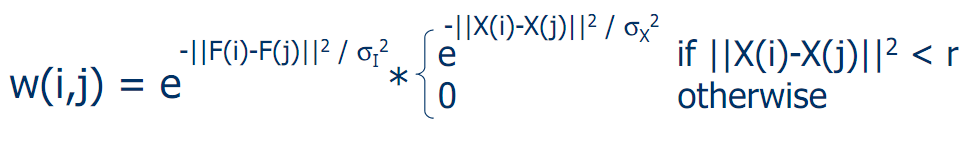 w(i,j) = e^{-||F(i)-F(j)||² / σ_I²} * { e^{-||X(i)-X(j)||² / σ_X²} if ||X(i)-X(j)||² < r
0 otherwise